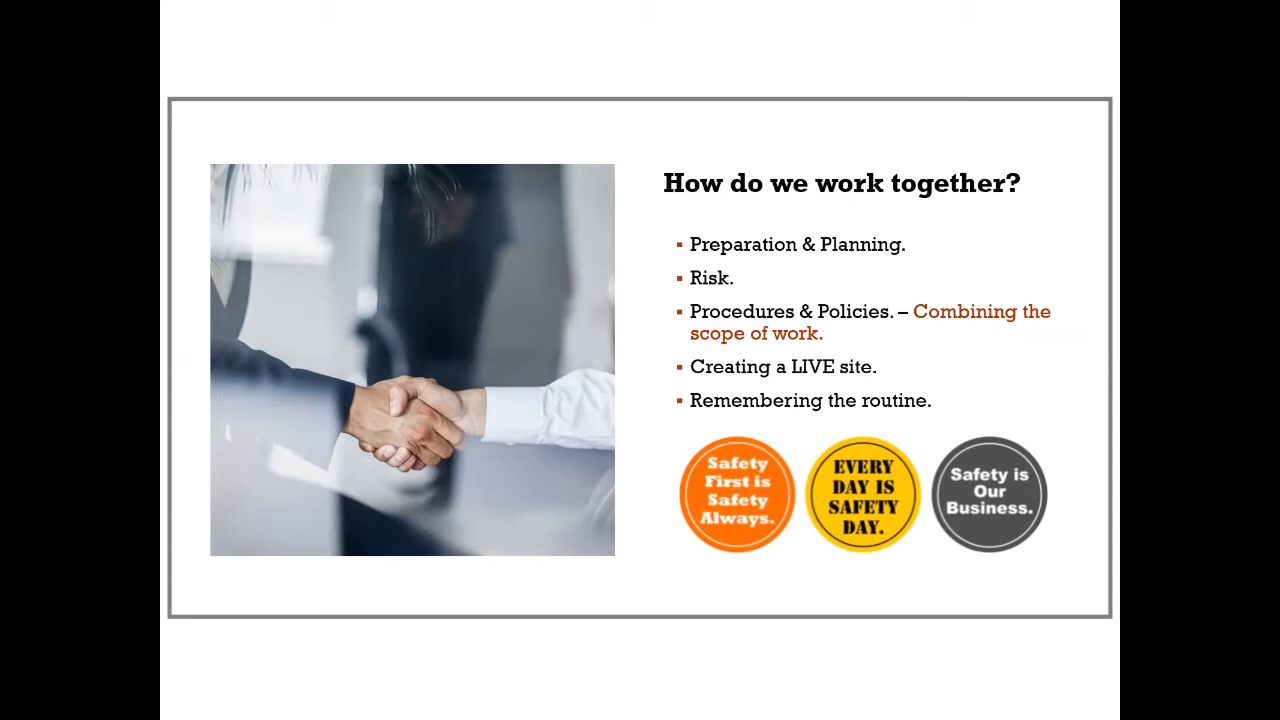 How do we work together?
▪ Preparation & Planning.
▪ Risk.
▪ Procedures & Policies. – Combining the
scope of work.
▪ Creating a LIVE site.
▪ Remembering the routine.
Safety
First is
Safety
Always.
EVERY
DAY IS
SAFETY
DAY.
Safety is
Our
Business.